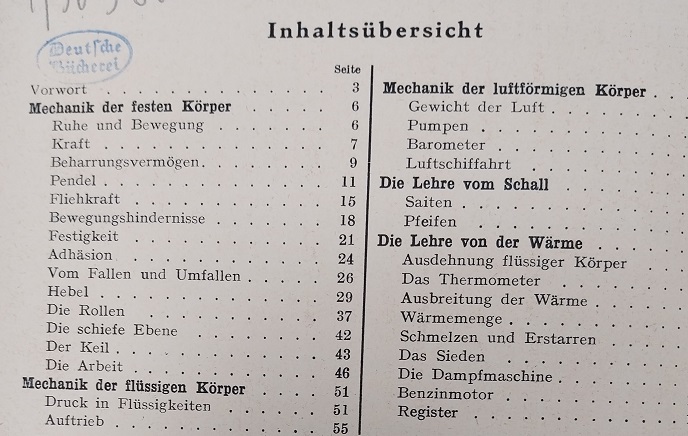 Inhaltsübersicht
Deutsche
Bücherei
Seite
Vorwort . . . . . . . . . . . . . 3
Mechanik der festen Körper . . . . . 6
Ruhe und Bewegung . . . . . . . 6
Kraft . . . . . . . . . . . . . 7
Beharrungsvermögen. . . . . . . 9
Pendel . . . . . . . . . . . . . 11
Fliehkraft . . . . . . . . . . . 15
Bewegungshindernisse . . . . . . 18
Festigkeit . . . . . . . . . . . 21
Adhäsion . . . . . . . . . . . . 24
Vom Fallen und Umfallen . . . . . 26
Hebel . . . . . . . . . . . . . 29
Die Rollen . . . . . . . . . . . 37
Die schiefe Ebene . . . . . . . . 42
Der Keil . . . . . . . . . . . . 43
Die Arbeit . . . . . . . . . . . 46
Mechanik der flüssigen Körper . . . . 51
Druck in Flüssigkeiten . . . . . . 51
Auftrieb . . . . . . . . . . . . 55
Mechanik der luftförmigen Körper . .
Gewicht der Luft . . . . . . .
Pumpen . . . . . . . . . . .
Barometer . . . . . . . . . .
Luftschiffahrt . . . . . . . .
Die Lehre vom Schall . . . . . .
Saiten . . . . . . . . . . .
Pfeifen . . . . . . . . . . .
Die Lehre von der Wärme . . . . .
Ausdehnung flüssiger Körper . . .
Das Thermometer . . . . . . .
Ausbreitung der Wärme . . . . .
Wärmemenge . . . . . . . . .
Schmelzen und Erstarren . . . .
Das Sieden . . . . . . . . .
Die Dampfmaschine . . . . . .
Benzinmotor . . . . . . . . .
Register . . . . . . . . . .